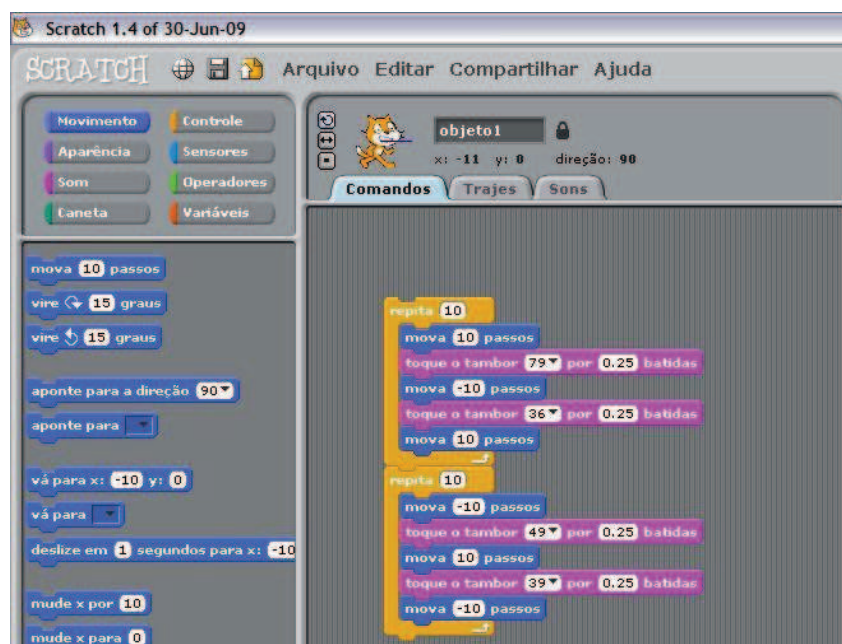 Scratch 1.4 of 30-Jun-09
SCRATCH Arquivo Editar Compartilhar Ajuda
Movimento Controle
Aparência Sensores
Som Operadores
Caneta Variáveis
objeto1
x: -11 y: 0 direção: 90
Comandos Trajes Sons
mova 10 passos
vire 15 graus
vire 15 graus
aponte para a direção 90
aponte para
vá para x: -10 y: 0
vá para
deslize em 1 segundos para x: -10
mude x por 10
mude x para 0
repita 10
mova 10 passos
toque o tambor 79 por 0.25 batidas
mova -10 passos
toque o tambor 36 por 0.25 batidas
mova 10 passos
repita 10
mova -10 passos
toque o tambor 49 por 0.25 batidas
mova 10 passos
toque o tambor 39 por 0.25 batidas
mova -10 passos